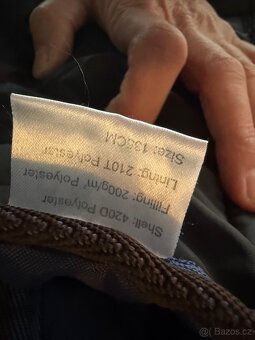 Shell: 420D Polyester
Filling: 200g/m² Polyester
Lining: 210T Polyester
Size: 135CM
Bazos.cz